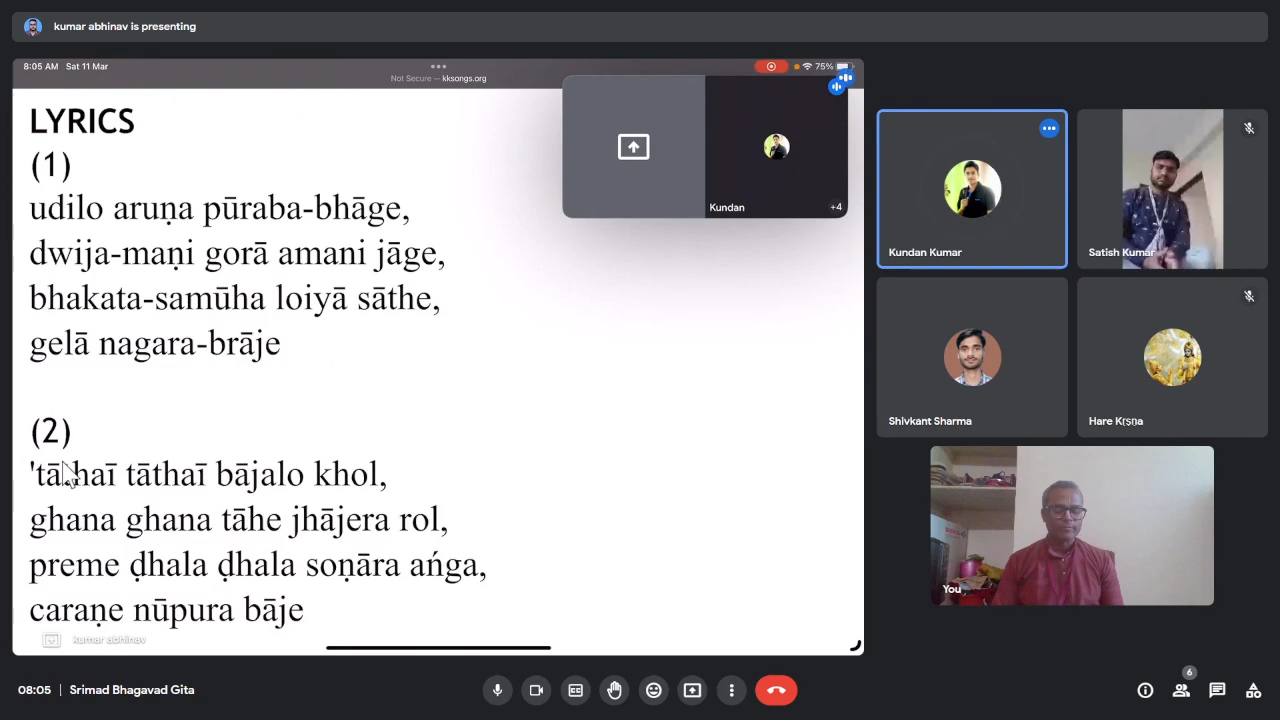 kumar abhinav is presenting
8:05 AM Sat 11 Mar
75%
Not Secure — kksongs.org
LYRICS
(1)
udilo aruṇa pūraba-bhāge,
dwija-maṇi gorā amani jāge,
bhakata-samūha loiyā sāthe,
gelā nagara-brāje
(2)
'tāthaī tāthaī bājalo khol,
ghana ghana tāhe jhājera rol,
preme ḍhala ḍhala soṇāra aṅga,
caraṇe nūpura bāje
kumar abhinav
Kundan
+4
Kundan Kumar
Satish Kumar
Shivkant Sharma
Hare Kṛṣṇa
You
08:05 | Srimad Bhagavad Gita
6